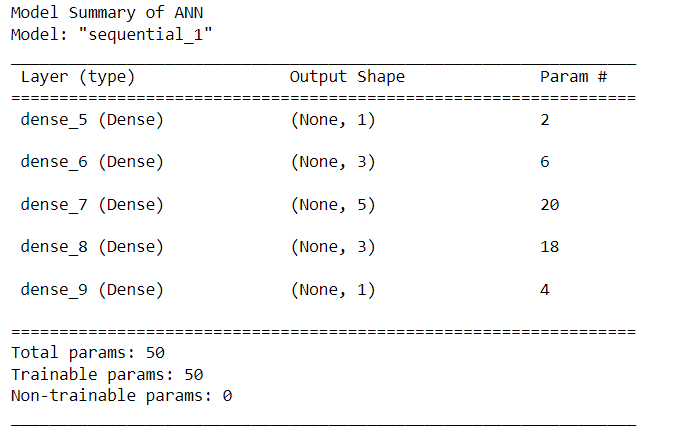 Model Summary of ANN
Model: "sequential_1"
Layer (type) Output Shape Param #
dense_5 (Dense) (None, 1) 2
dense_6 (Dense) (None, 3) 6
dense_7 (Dense) (None, 5) 20
dense_8 (Dense) (None, 3) 18
dense_9 (Dense) (None, 1) 4
Total params: 50
Trainable params: 50
Non-trainable params: 0